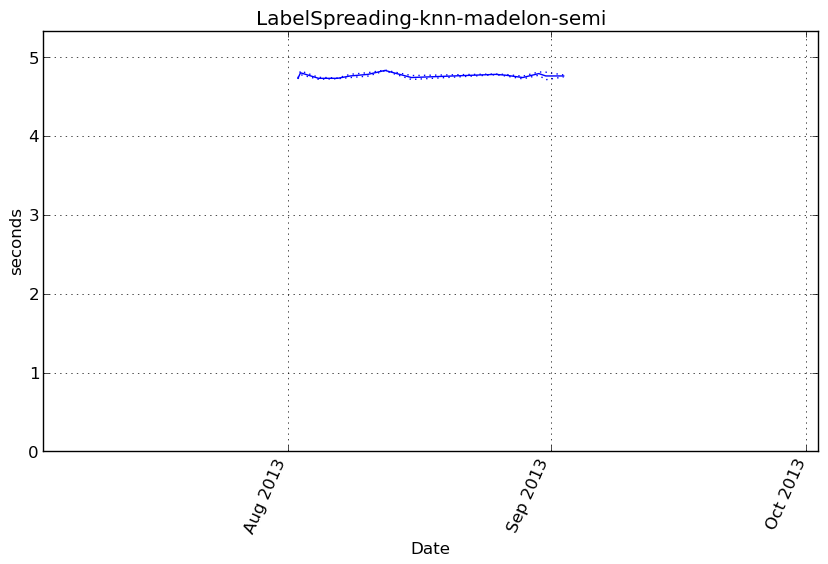 LabelSpreading-knn-madelon-semi
5
4
3
2
1
0
seconds
Aug 2013
Sep 2013
Oct 2013
Date